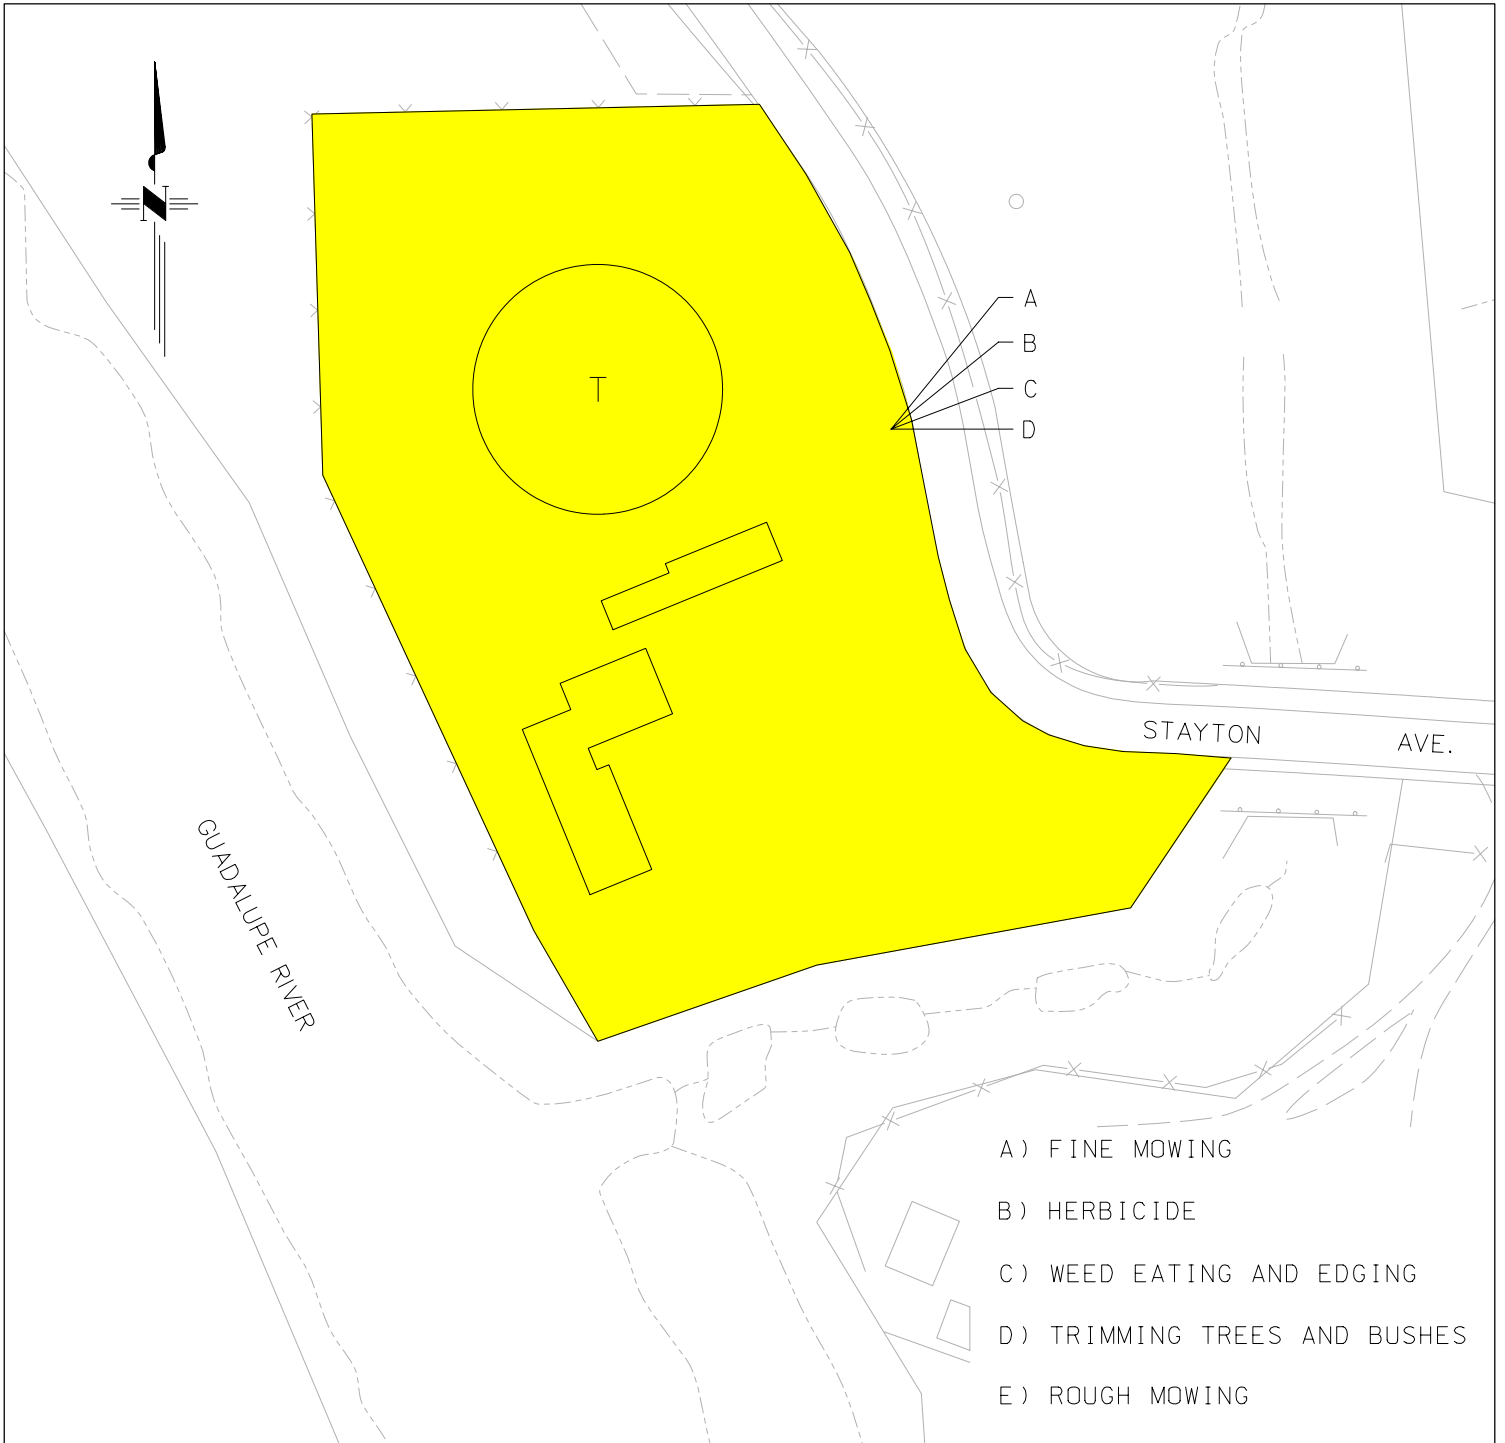 N
A
B
T
C
D
STAYTON AVE.
GUADALUPE RIVER
A) FINE MOWING
B) HERBICIDE
C) WEED EATING AND EDGING
D) TRIMMING TREES AND BUSHES
E) ROUGH MOWING